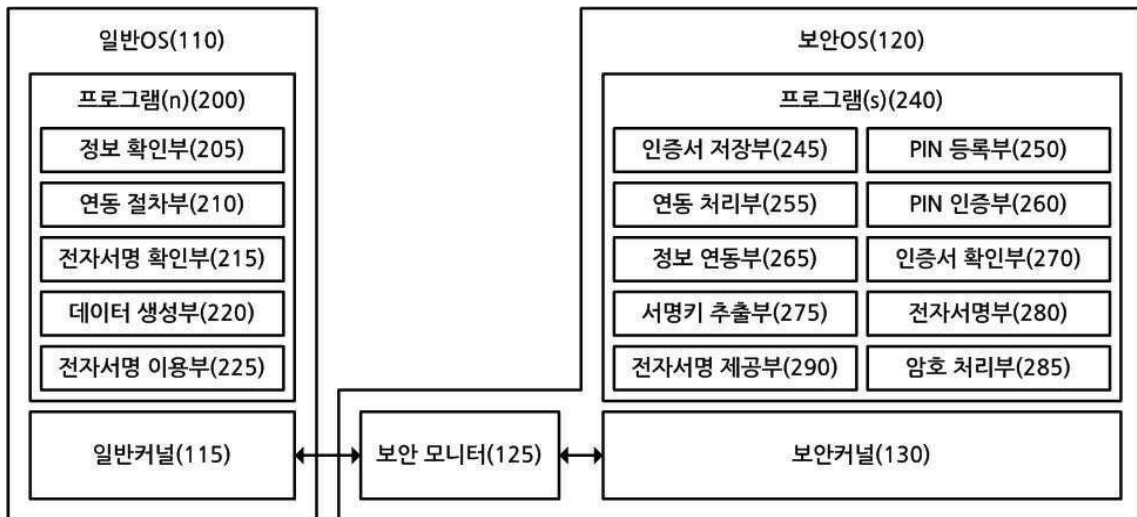 일반OS(110)
프로그램(n)(200)
정보 확인부(205)
연동 절차부(210)
전자서명 확인부(215)
데이터 생성부(220)
전자서명 이용부(225)
일반커널(115)
보안 모니터(125)
보안OS(120)
프로그램(s)(240)
인증서 저장부(245)
PIN 등록부(250)
연동 처리부(255)
PIN 인증부(260)
정보 연동부(265)
인증서 확인부(270)
서명키 추출부(275)
전자서명부(280)
전자서명 제공부(290)
암호 처리부(285)
보안커널(130)